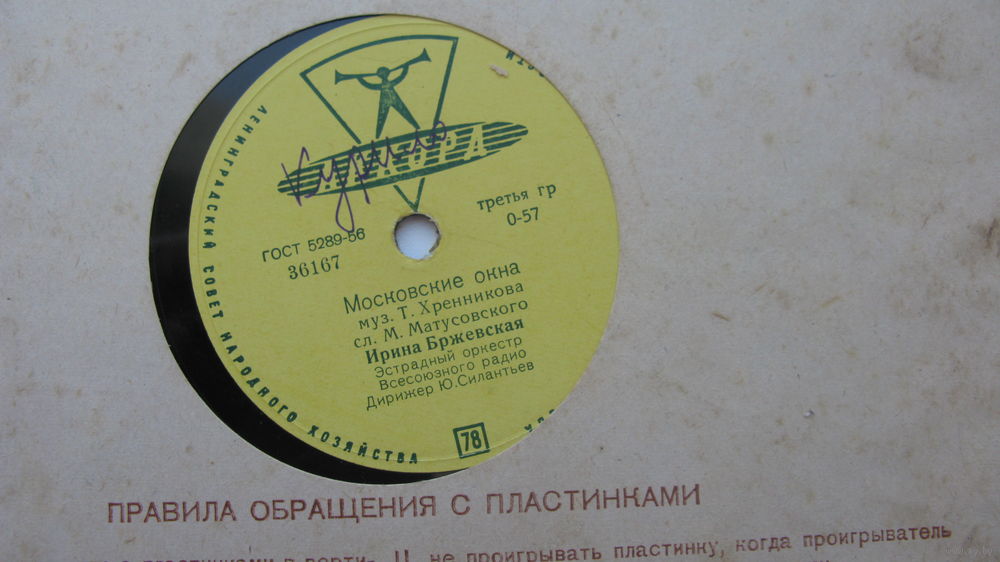 ЛЕНИНГРАДСКИЙ СОВЕТ НАРОДНОГО ХОЗЯЙСТВА
ГОСТ 5289-56
36167
третья гр
0-57
Московские окна
муз. Т. Хренникова
сл. М. Матусовского
Ирина Бржевская
Эстрадный оркестр
Всесоюзного радио
Дирижер Ю.Силантьев
78
ПРАВИЛА ОБРАЩЕНИЯ С ПЛАСТИНКАМИ
не проигрывать пластинку, когда проигрыватель